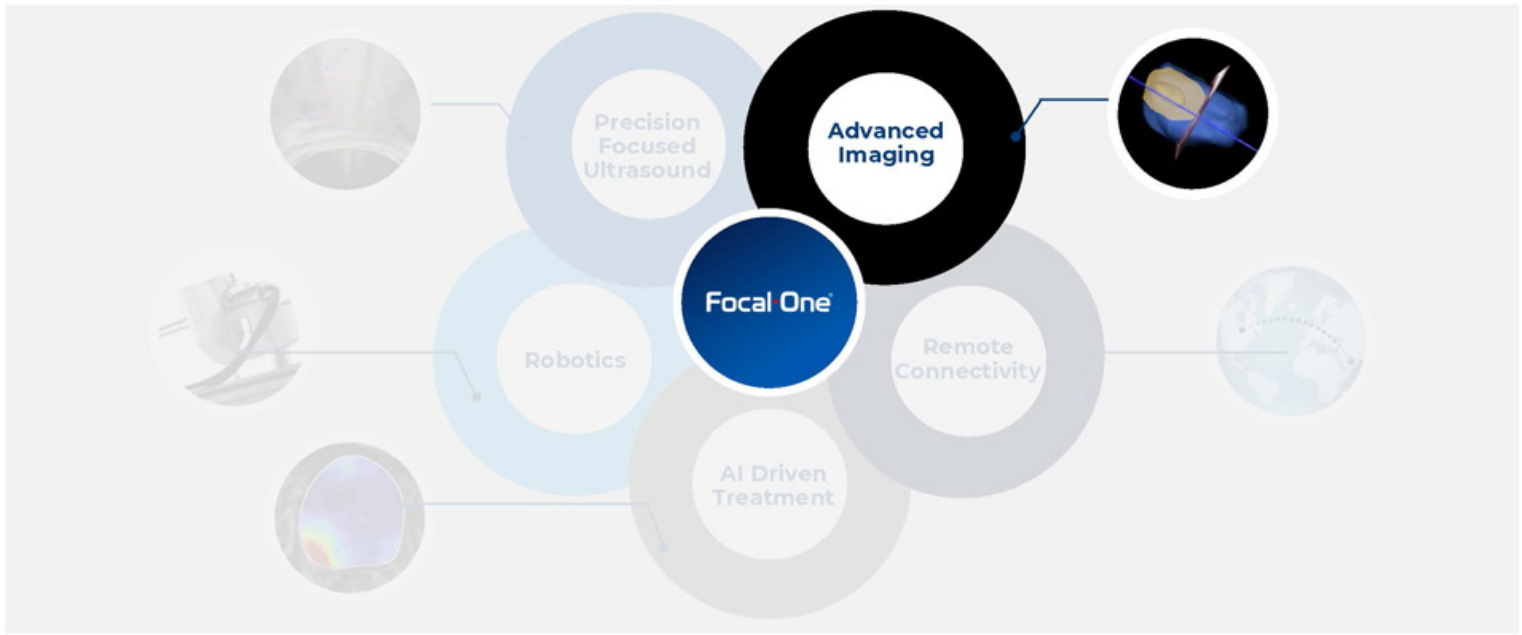 Precision
Focused
Ultrasound
Advanced
Imaging
Focal One®
Robotics
Remote
Connectivity
AI Driven
Treatment